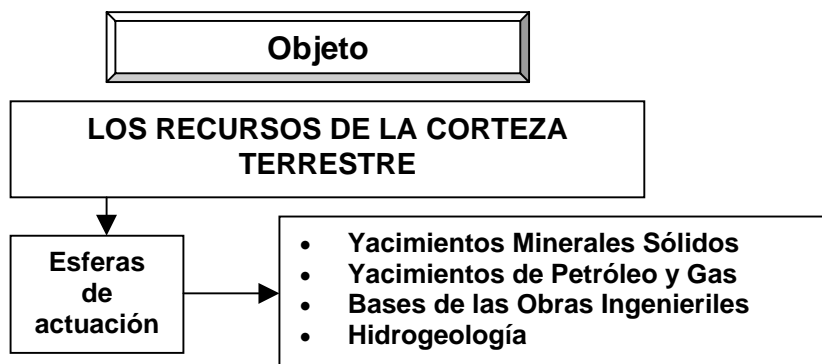 Objeto
LOS RECURSOS DE LA CORTEZA
TERRESTRE
Esferas
de
actuación
• Yacimientos Minerales Sólidos
• Yacimientos de Petróleo y Gas
• Bases de las Obras Ingenieriles
• Hidrogeología